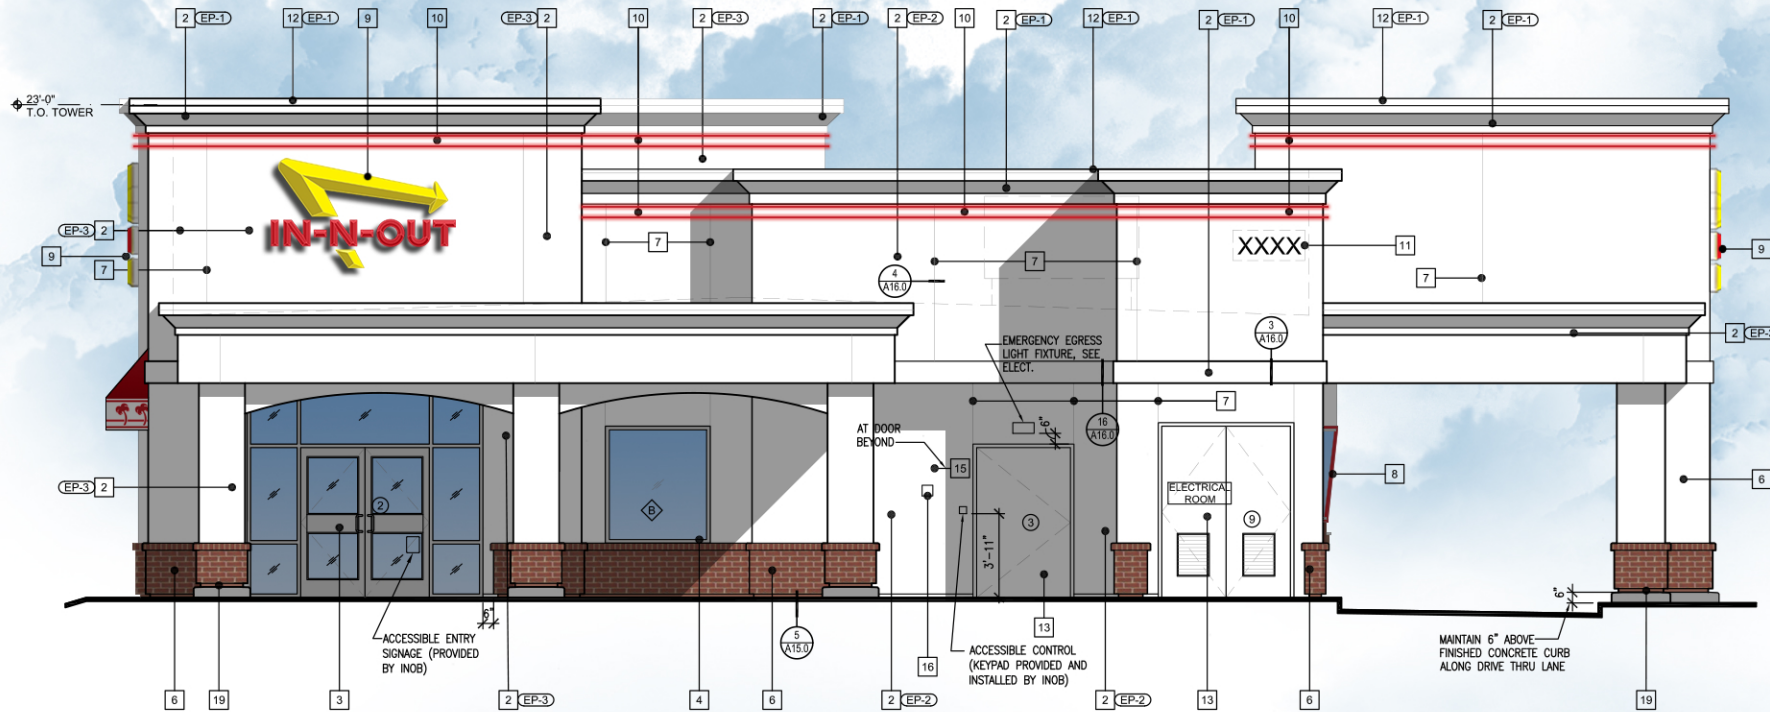 2 EP-1
12 EP-1
9
10
EP-3 2
10
2 EP-3
2 EP-1
2 EP-2
10
2 EP-1
12 EP-1
2 EP-1
10
12 EP-1
2 EP-1
23'-0"
T.O. TOWER
IN-N-OUT
EP-3 2
9
7
7
4
A16.0
7
XXXX
11
7
9
3
A16.0
2
EMERGENCY EGRESS
LIGHT FIXTURE, SEE
ELECT.
7
6"
16
A16.0
AT DOOR
BEYOND
15
EP-3 2
2
B
16
3
3'-11"
ELECTRICAL
ROOM
9
8
6
6"
ACCESSIBLE ENTRY
SIGNAGE (PROVIDED
BY INOB)
6"
5
A15.0
13
ACCESSIBLE CONTROL
(KEYPAD PROVIDED AND
INSTALLED BY INOB)
16
MAINTAIN 6" ABOVE
FINISHED CONCRETE CURB
ALONG DRIVE THRU LANE
6
19
3
2 EP-3
4
6
2 EP-2
2 EP-2
13
6
19